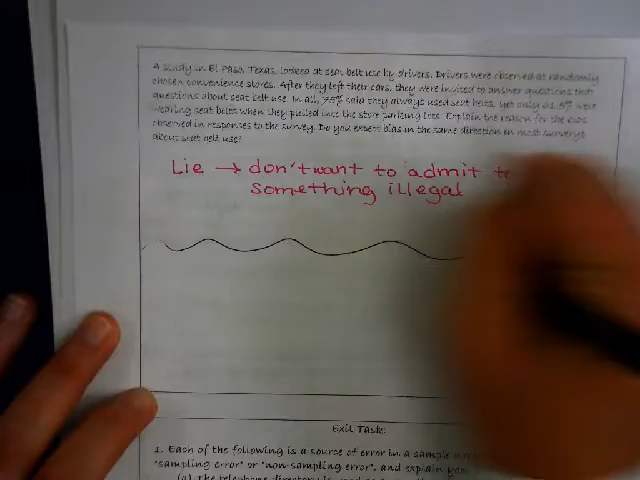 A study in El Paso, Texas, looked at seat belt use by drivers. Drivers were observed at randomly
chosen convenience stores. After they left their cars, they were invited to answer questions that
questions about seat belt use. In all, 75% said they always used seat belts, yet only 61.5% were
wearing seat belts when they pulled into the store parking lots. Explain the reason for the bias
observed in responses to the survey. Do you expect bias in the same direction in most surveys
about seat belt use?
Lie → don't want to admit to
something illegal
Exit Task:
1. Each of the following is a source of error in a sample
"sampling error" or "non-sampling error", and explain
(a) The telephone directory is used